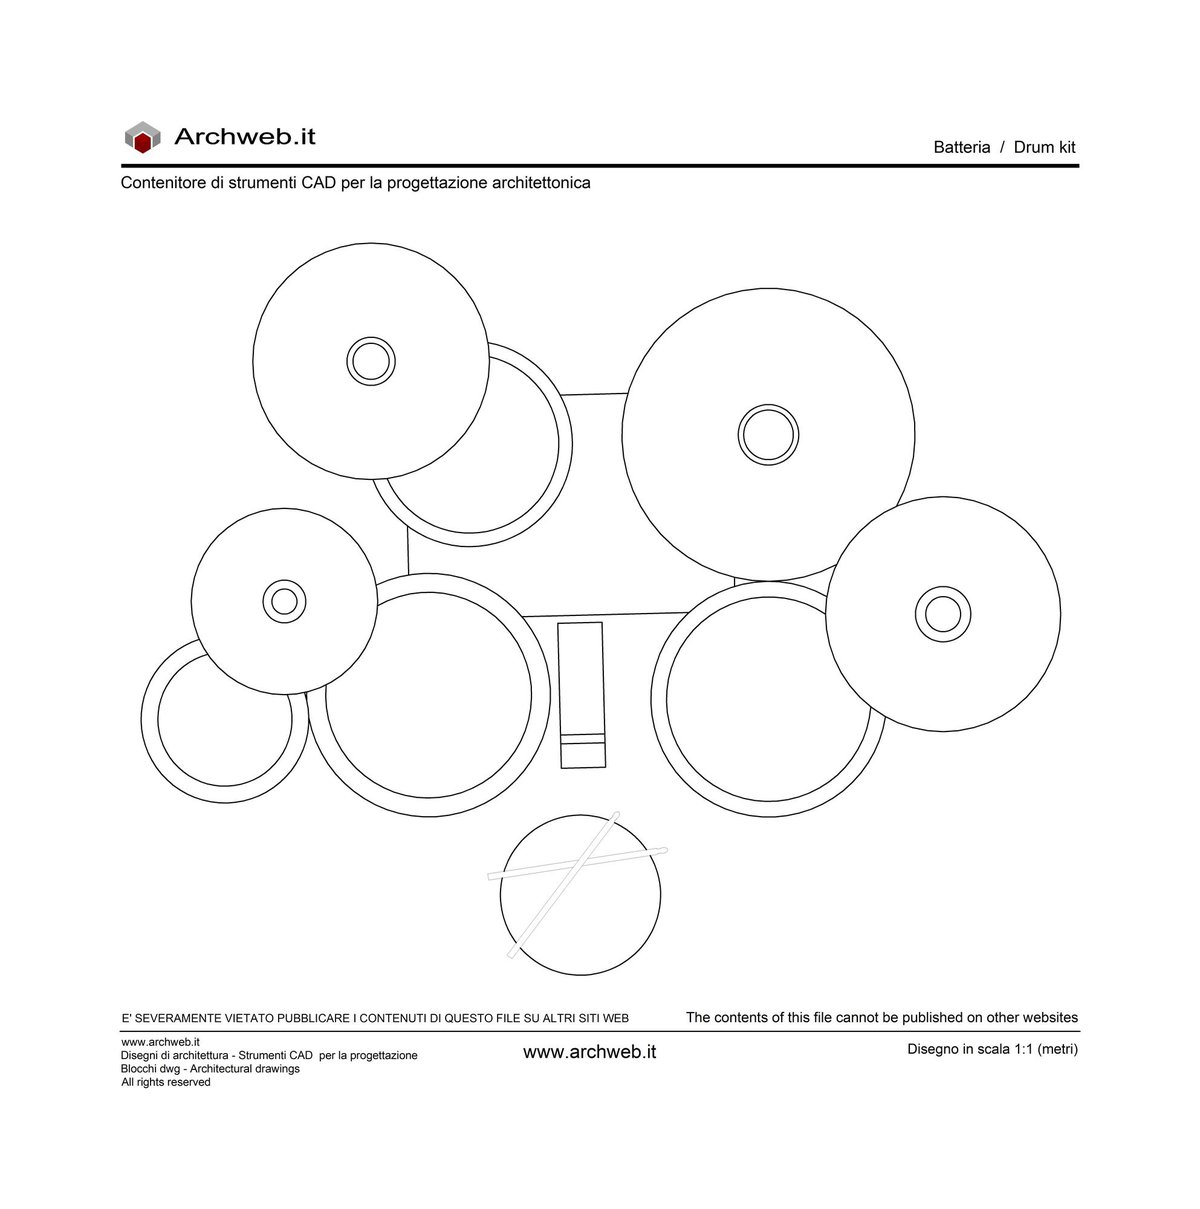 Archweb.it
Batteria / Drum kit
Contenitore di strumenti CAD per la progettazione architettonica
E' SEVERAMENTE VIETATO PUBBLICARE I CONTENUTI DI QUESTO FILE SU ALTRI SITI WEB
The contents of this file cannot be published on other websites
www.archweb.it
Disegni di architettura - Strumenti CAD per la progettazione
Blocchi dwg - Architectural drawings
All rights reserved
www.archweb.it
Disegno in scala 1:1 (metri)